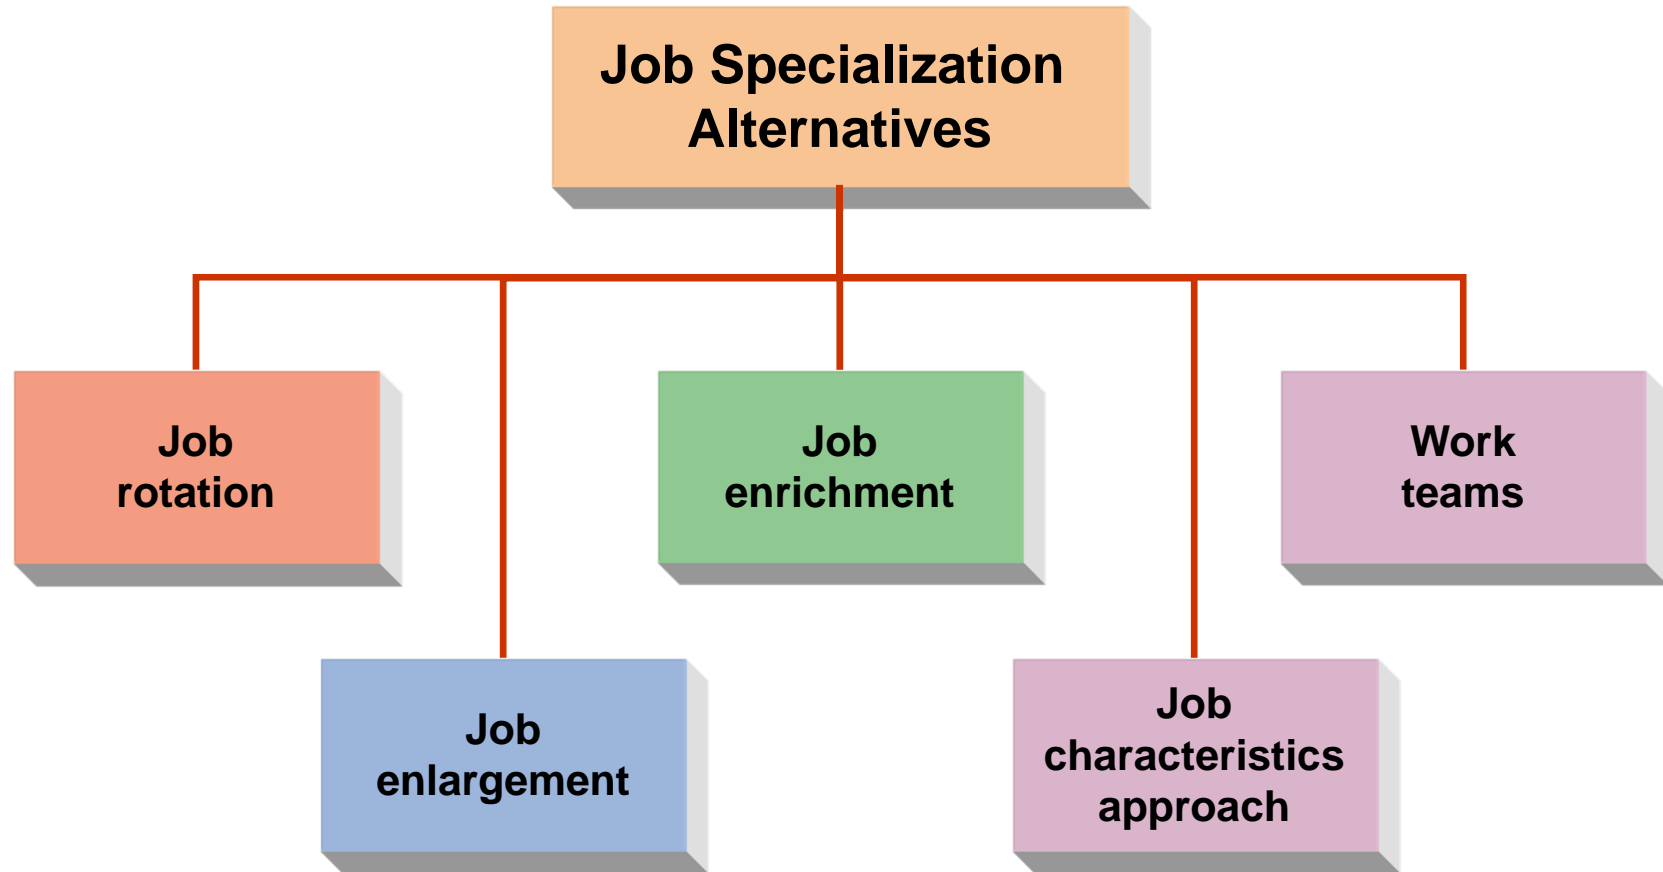 Job Specialization
Alternatives
Job
rotation
Job
enrichment
Work
teams
Job
enlargement
Job
characteristics
approach